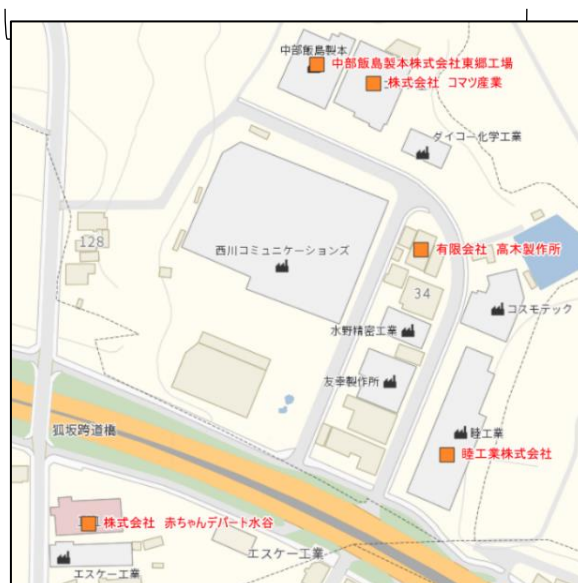 中部飯島製本
中部飯島製本株式会社東郷工場
株式会社 コマツ産業
ダイコー化学工業
128
西川コミュニケーションズ
有限会社 高木製作所
34
コスモテック
水野精密工業
友幸製作所
狐坂跨道橋
睦工業
睦工業株式会社
株式会社 赤ちゃんデパート水谷
エスケー工業
エスケー工業